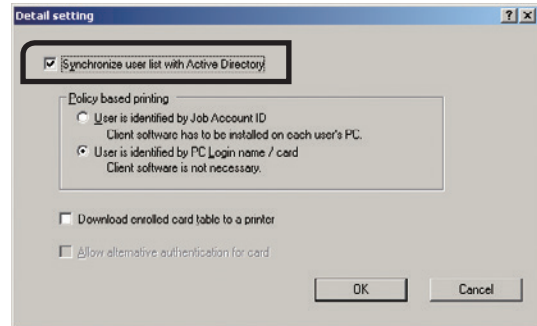 Detail setting
Synchronize user list with Active Directory
Policy based printing
User is identified by Job Account ID
Client software has to be installed on each user's PC.
User is identified by PC Login name / card
Client software is not necessary.
Download enrolled card table to a printer
Allow alternative authentication for card
OK Cancel